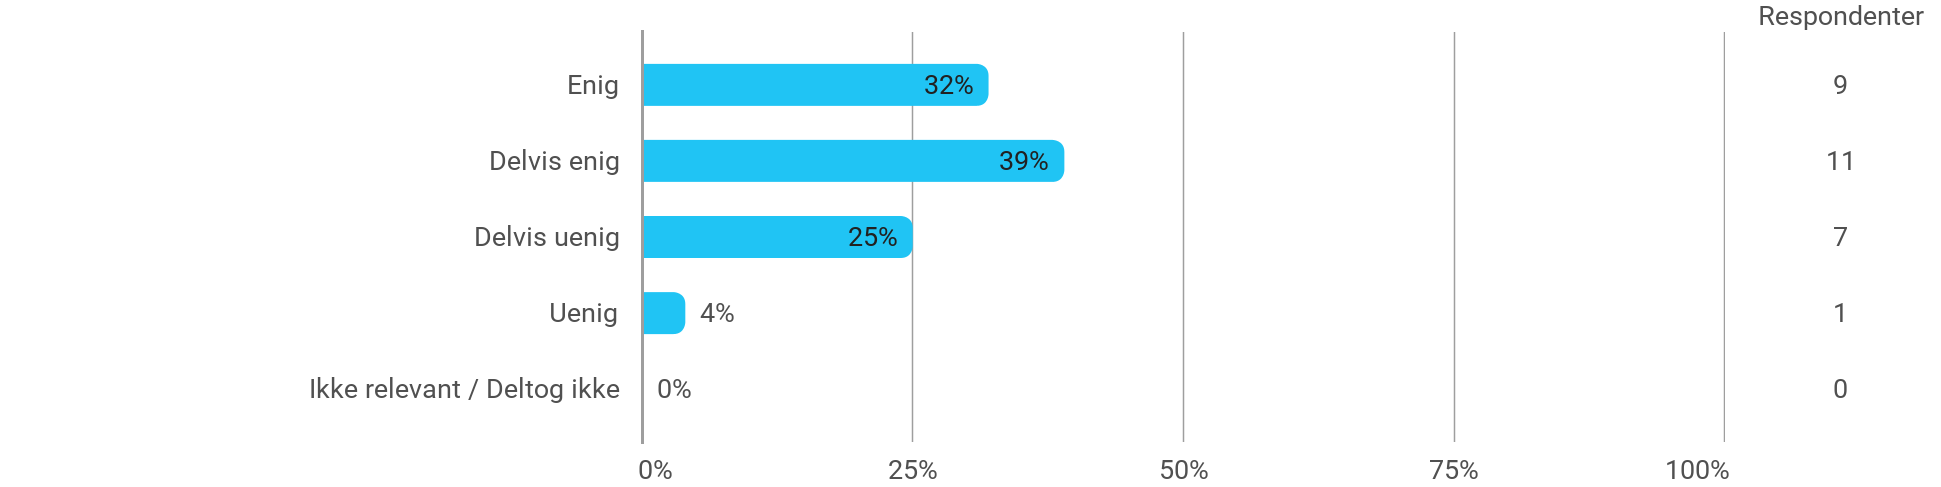 Respondenter
Enig 32% 9
Delvis enig 39% 11
Delvis uenig 25% 7
Uenig 4% 1
Ikke relevant / Deltog ikke 0% 0
0% 25% 50% 75% 100%